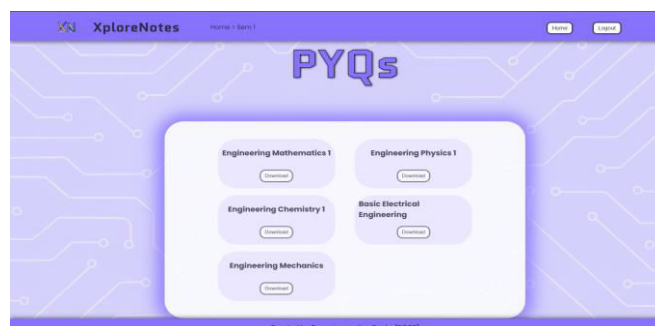 XN XploreNotes Home > Sem 1 Home Logout
PYQs
Engineering Mathematics 1 Engineering Physics 1
Download Download
Engineering Chemistry 1 Basic Electrical
Engineering
Download Download
Engineering Mechanics
Download